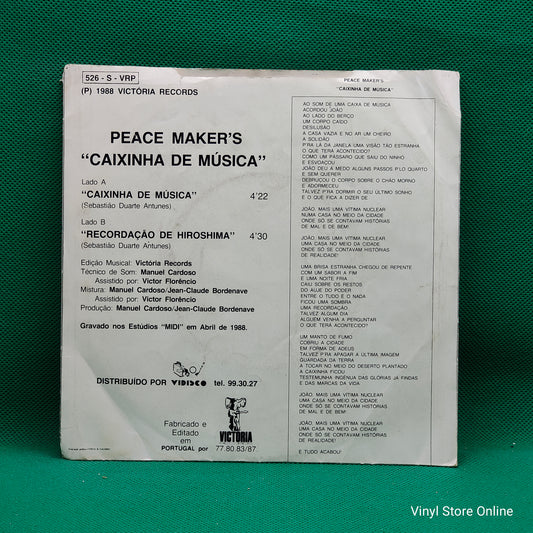 526 - S - VRP
(P) 1988 VICTÓRIA RECORDS
PEACE MAKER'S
"CAIXINHA DE MÚSICA"
Lado A
"CAIXINHA DE MÚSICA" 4'22
(Sebastião Duarte Antunes)
Lado B
"RECORDAÇÃO DE HIROSHIMA" 4'30
(Sebastião Duarte Antunes)
Edição Musical: Victória Records
Técnico de Som: Manuel Cardoso
Assistido por: Victor Florêncio
Mistura: Manuel Cardoso/Jean-Claude Bordenave
Assistido por: Victor Florêncio
Produção: Manuel Cardoso/Jean-Claude Bordenave
Gravado nos Estúdios "MIDI" em Abril de 1988.
DISTRIBUÍDO POR VIDISCO tel. 99.30.27
Fabricado e
Editado
em
PORTUGAL por
VICTÓRIA
77.80.83/87.
PEACE MAKER'S
"CAIXINHA DE MÚSICA"
AO SOM DE UMA CAIXA DE MÚSICA
ACORDOU JOÃO
AO LADO DO BERÇO
UM CORPO CAÍDO
DESILUSÃO
A CASA VAZIA E NO AR UM CHEIRO
A SOLIDÃO
P'RA LÁ DA JANELA UMA VISÃO TÃO ESTRANHA
O QUE TERÁ ACONTECIDO?
COMO UM PÁSSARO QUE SAIU DO NINHO
E ESVOAÇOU
JOÃO DEU A MEDO ALGUNS PASSOS P'LO QUARTO
E SEM QUERER
DEBRUÇOU O CORPO SOBRE O CHÃO MORNO
E ADORMECEU
TALVEZ P'RA DORMIR O SEU ÚLTIMO SONHO
E O QUE FICA A DIZER DE
JOÃO, MAIS UMA VÍTIMA NUCLEAR
NUMA CASA NO MEIO DA CIDADE
ONDE SÓ SE CONTAVAM HISTÓRIAS
DE MAL E DE BEM!
JOÃO, MAIS UMA VÍTIMA NUCLEAR
UMA CASA NO MEIO DA CIDADE
ONDE SÓ SE CONTAVAM HISTÓRIAS
DE REALIDADE!
UMA BRISA ESTRANHA CHEGOU DE REPENTE
COM UM SABOR A FIM
E UMA NOITE FRIA
CAIU SOBRE OS RESTOS
DO AUJE DO PODER
ENTRE O TUDO E O NADA
FICOU UMA SOMBRA
UMA RECORDAÇÃO
TALVEZ ALGUM DIA
ALGUÉM VENHA A PERGUNTAR
O QUE TERÁ ACONTECIDO?
UM MANTO DE FUMO
COBRIU A CIDADE
EM FORMA DE ADEUS
TALVEZ P'RA APAGAR A ÚLTIMA IMAGEM
GUARDADA DA TERRA
A TOCAR NO MEIO DO DESERTO PLANTADO
A CAIXINHA FICOU
TESTEMUNHA INGÉNUA DAS GLÓRIAS JÁ FINDAS
E DAS MARCAS DA VIDA
JOÃO, MAIS UMA VÍTIMA NUCLEAR
UMA CASA NO MEIO DA CIDADE
ONDE SÓ SE CONTAVAM HISTÓRIAS
DE MAL E DE BEM!
JOÃO, MAIS UMA VÍTIMA NUCLEAR
UMA CASA NO MEIO DA CIDADE
ONDE SÓ SE CONTAVAM HISTÓRIAS
DE REALIDADE!
E TUDO ACABOU!
Vinyl Store Online